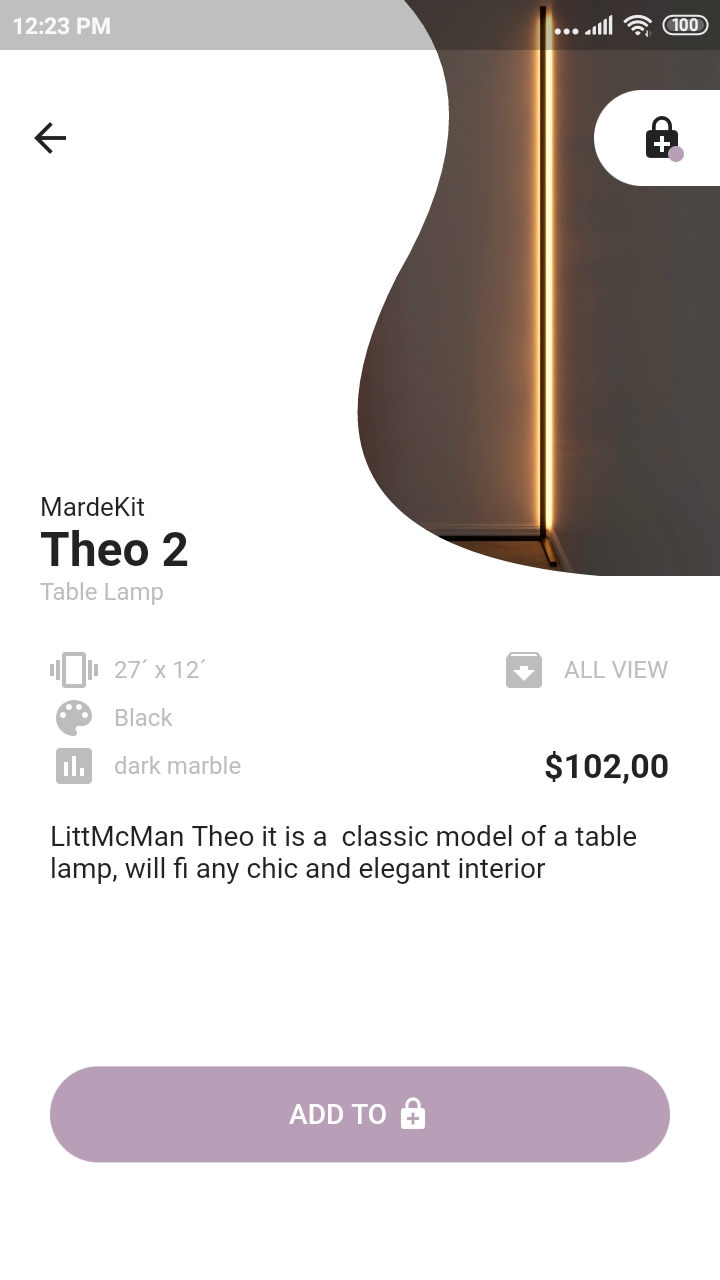 12:23 PM
100
MardeKit
Theo 2
Table Lamp
27´ x 12´
ALL VIEW
Black
dark marble
$102,00
LittMcMan Theo it is a  classic model of a table
lamp, will fi any chic and elegant interior
ADD TO